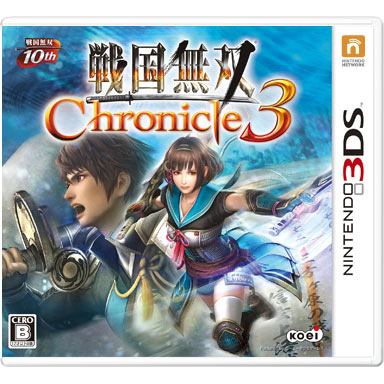 戦国無双
10th
NINTENDO
NETWORK
戦国無双
Chronicle 3
NINTENDO 3DS
CERO
B
KOEI